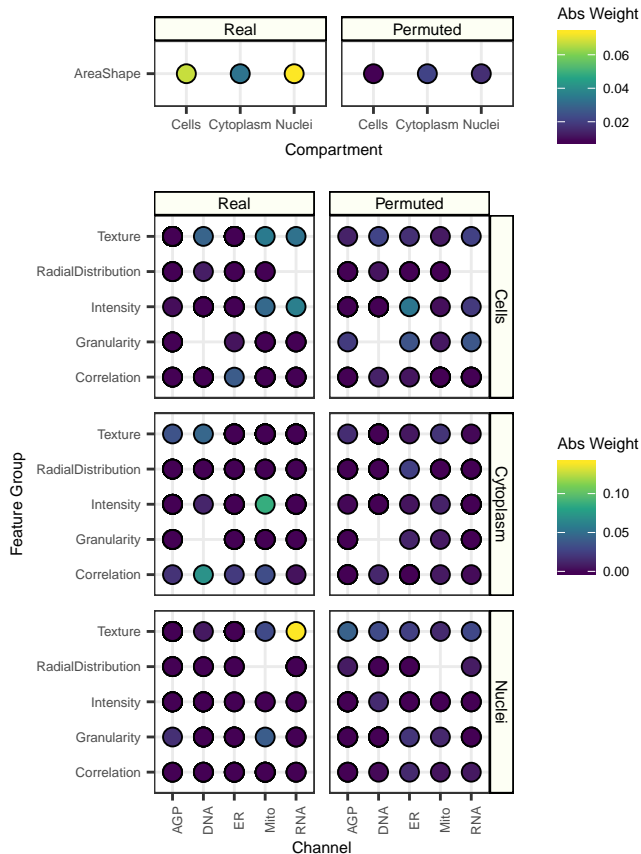 Real Permuted
AreaShape
Cells Cytoplasm Nuclei Cells Cytoplasm Nuclei
Compartment
Abs Weight
0.06
0.04
0.02
Real Permuted
Feature Group
Texture
RadialDistribution
Intensity
Granularity
Correlation
Cells
Texture
RadialDistribution
Intensity
Granularity
Correlation
Cytoplasm
Texture
RadialDistribution
Intensity
Granularity
Correlation
Nuclei
AGP DNA ER Mito RNA AGP DNA ER Mito RNA
Channel
Abs Weight
0.10
0.05
0.00